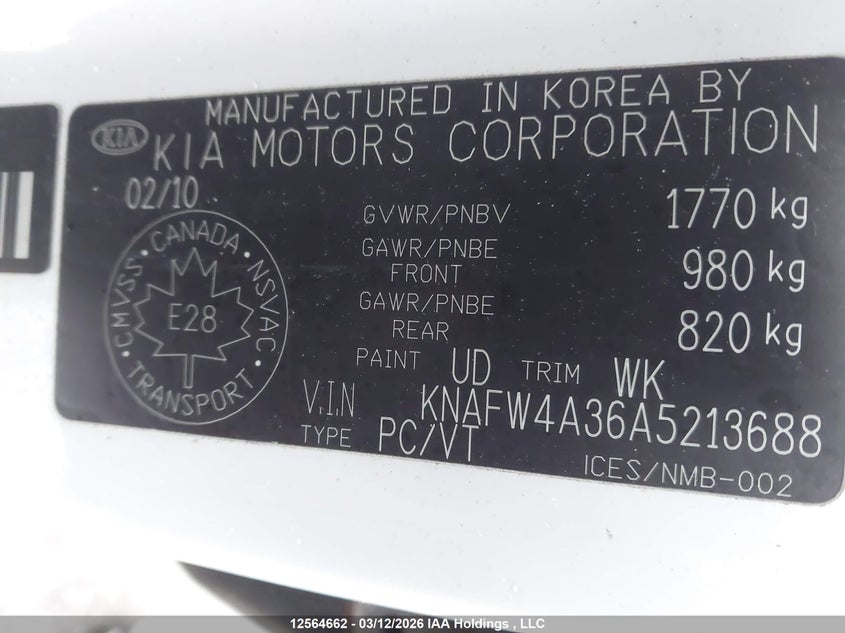 MANUFACTURED IN KOREA BY
KIA
KIA MOTORS CORPORATION
02/10
GVWR/PNBV 1770 kg
GAWR/PNBE FRONT 980 kg
GAWR/PNBE REAR 820 kg
CMVSS · CANADA · NSVAC · TRANSPORT ·
E28
PAINT UD TRIM WK
V.I.N KNAFW4A36A5213688
TYPE PC/VT
ICES/NMB-002
12564662 - 03/12/2026 IAA Holdings , LLC